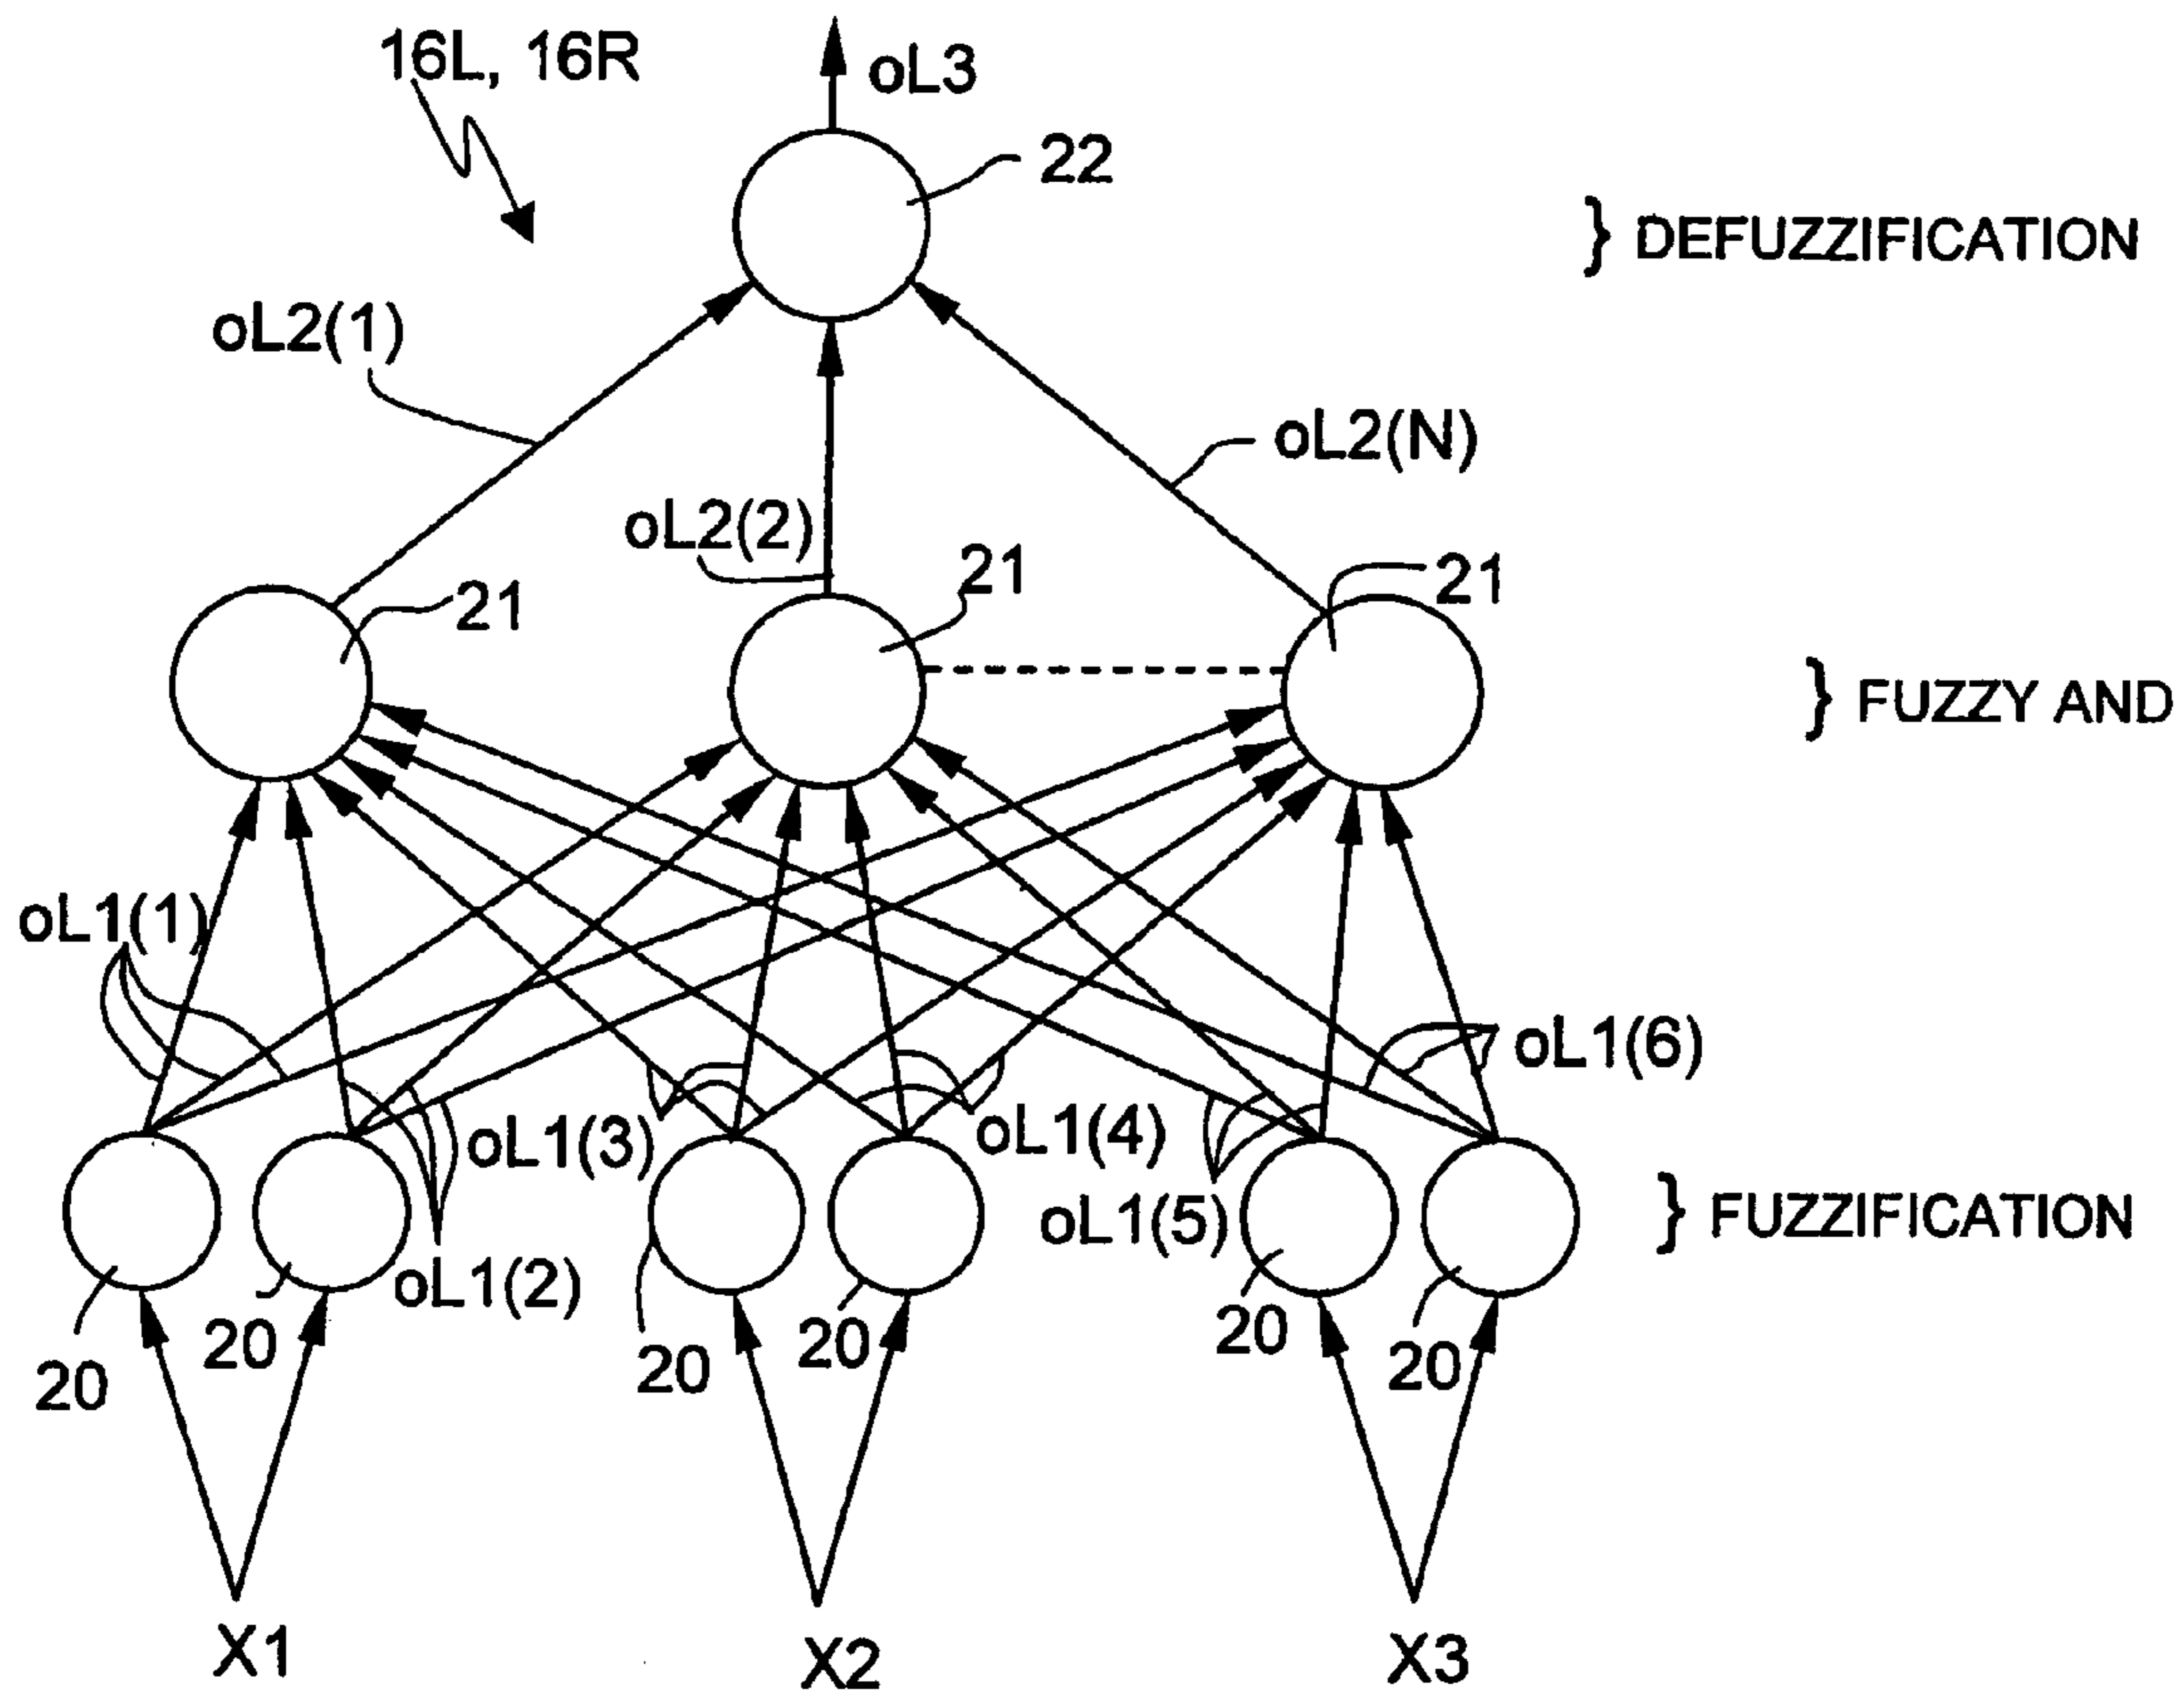 16L, 16R
oL3
22
} DEFUZZIFICATION
oL2(1)
oL2(N)
oL2(2)
21
21
21
} FUZZY AND
oL1(1)
oL1(6)
oL1(3)
oL1(4)
oL1(5)
} FUZZIFICATION
oL1(2)
20
20
20
20
20
20
X1
X2
X3